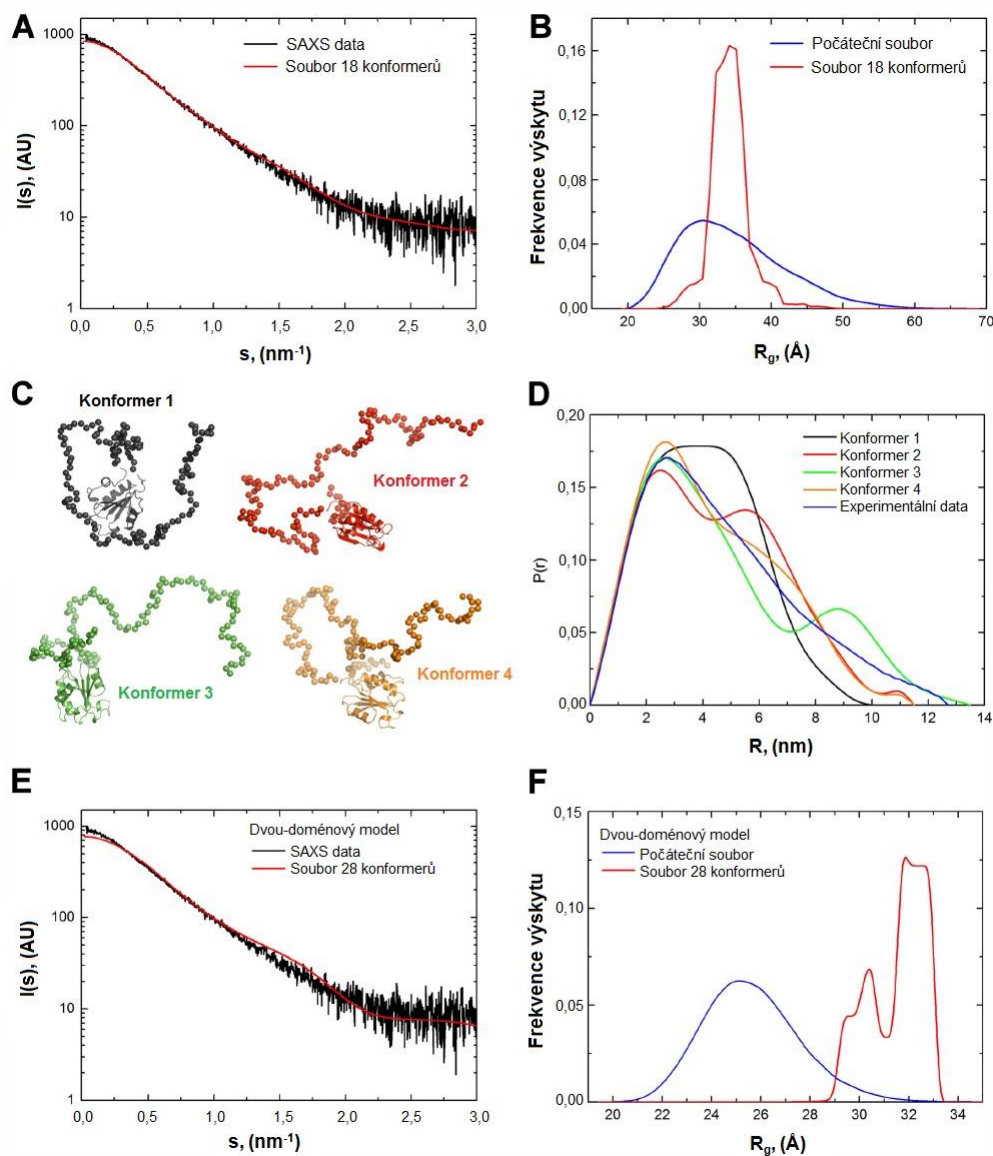 A
1000
100
10
1
I(s), (AU)
SAXS data
Soubor 18 konformerů
0,0 0,5 1,0 1,5 2,0 2,5 3,0
s, (nm-1)
B
0,16
0,12
0,08
0,04
0,00
Frekvence výskytu
Počáteční soubor
Soubor 18 konformerů
20 30 40 50 60 70
Rg, (Å)
C
Konformer 1
Konformer 2
Konformer 3
Konformer 4
D
0,20
0,15
0,10
0,05
0,00
P(r)
Konformer 1
Konformer 2
Konformer 3
Konformer 4
Experimentální data
0 2 4 6 8 10 12 14
R, (nm)
E
1000
100
10
1
I(s), (AU)
Dvou-doménový model
SAXS data
Soubor 28 konformerů
0,0 0,5 1,0 1,5 2,0 2,5 3,0
s, (nm-1)
F
0,15
0,10
0,05
0,00
Frekvence výskytu
Dvou-doménový model
Počáteční soubor
Soubor 28 konformerů
20 22 24 26 28 30 32 34
Rg, (Å)